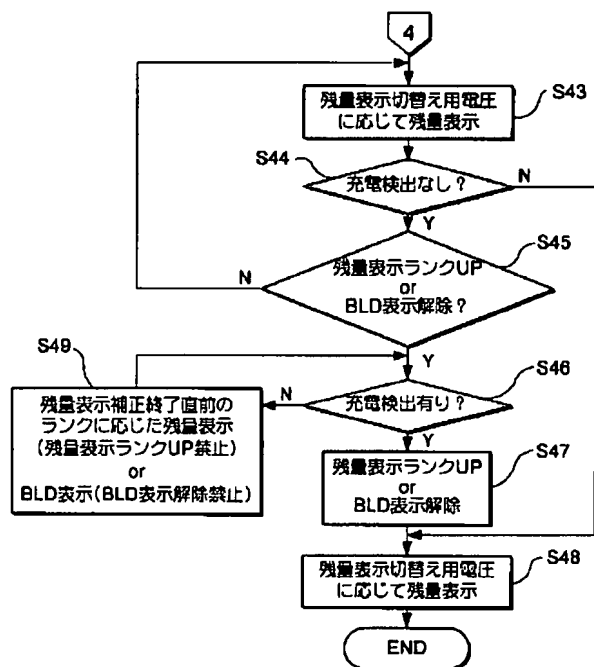 4
S43
残量表示切替え用電圧
に応じて残量表示
S44
充電検出なし?
N
Y
S45
残量表示ランクUP
or
BLD表示解除?
N
Y
S49
S46
充電検出有り?
N
Y
残量表示補正終了直前の
ランクに応じた残量表示
(残量表示ランクUP禁止)
or
BLD表示(BLD表示解除禁止)
S47
残量表示ランクUP
or
BLD表示解除
S48
残量表示切替え用電圧
に応じて残量表示
END